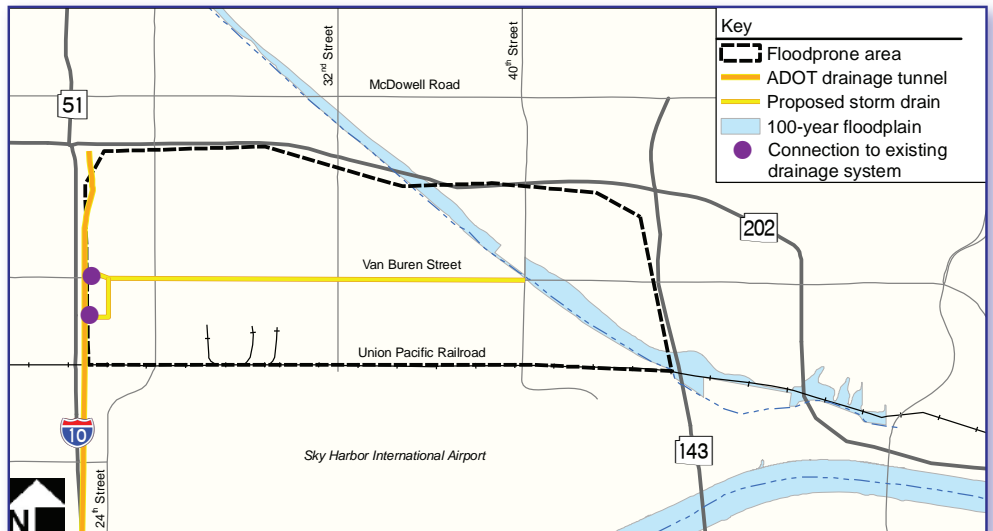 Key
Floodprone area
ADOT drainage tunnel
Proposed storm drain
100-year floodplain
Connection to existing
drainage system
32nd Street
40th Street
McDowell Road
51
202
Van Buren Street
Union Pacific Railroad
10
143
Sky Harbor International Airport
24th Street
N